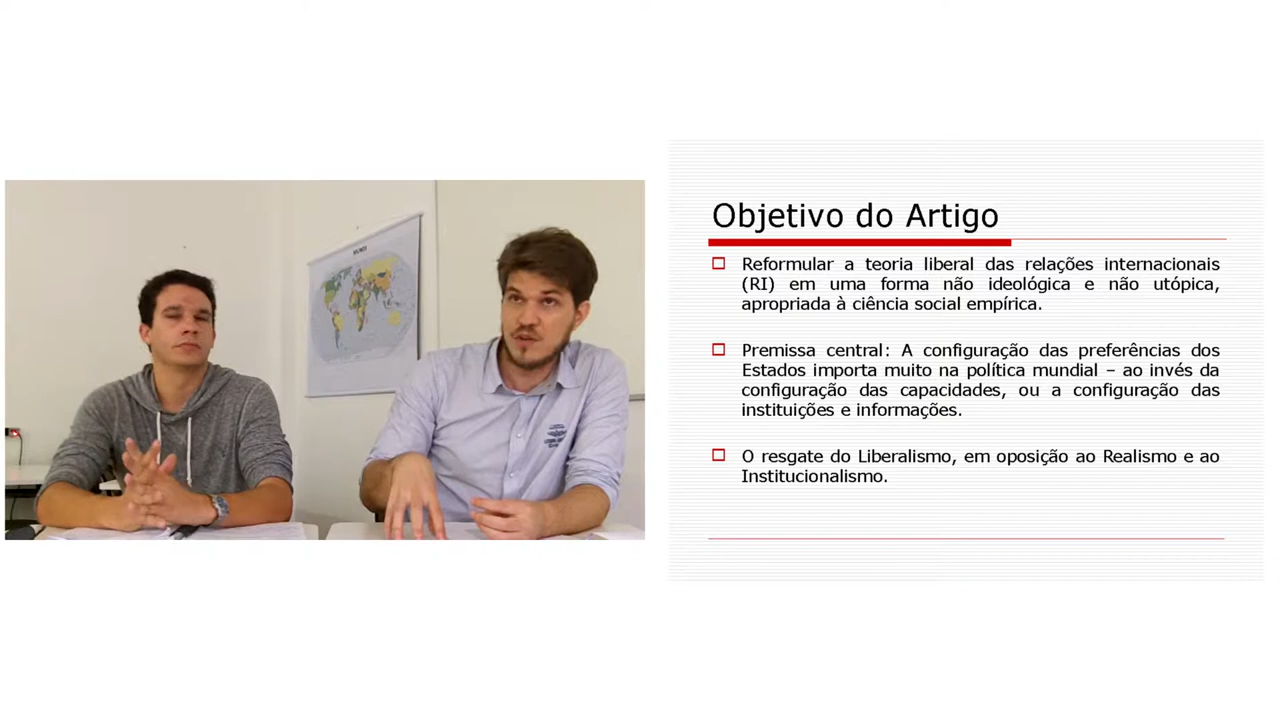 Objetivo do Artigo
Reformular a teoria liberal das relações internacionais
(RI) em uma forma não ideológica e não utópica,
apropriada à ciência social empírica.
Premissa central: A configuração das preferências dos
Estados importa muito na política mundial – ao invés da
configuração das capacidades, ou a configuração das
instituições e informações.
O resgate do Liberalismo, em oposição ao Realismo e ao
Institucionalismo.